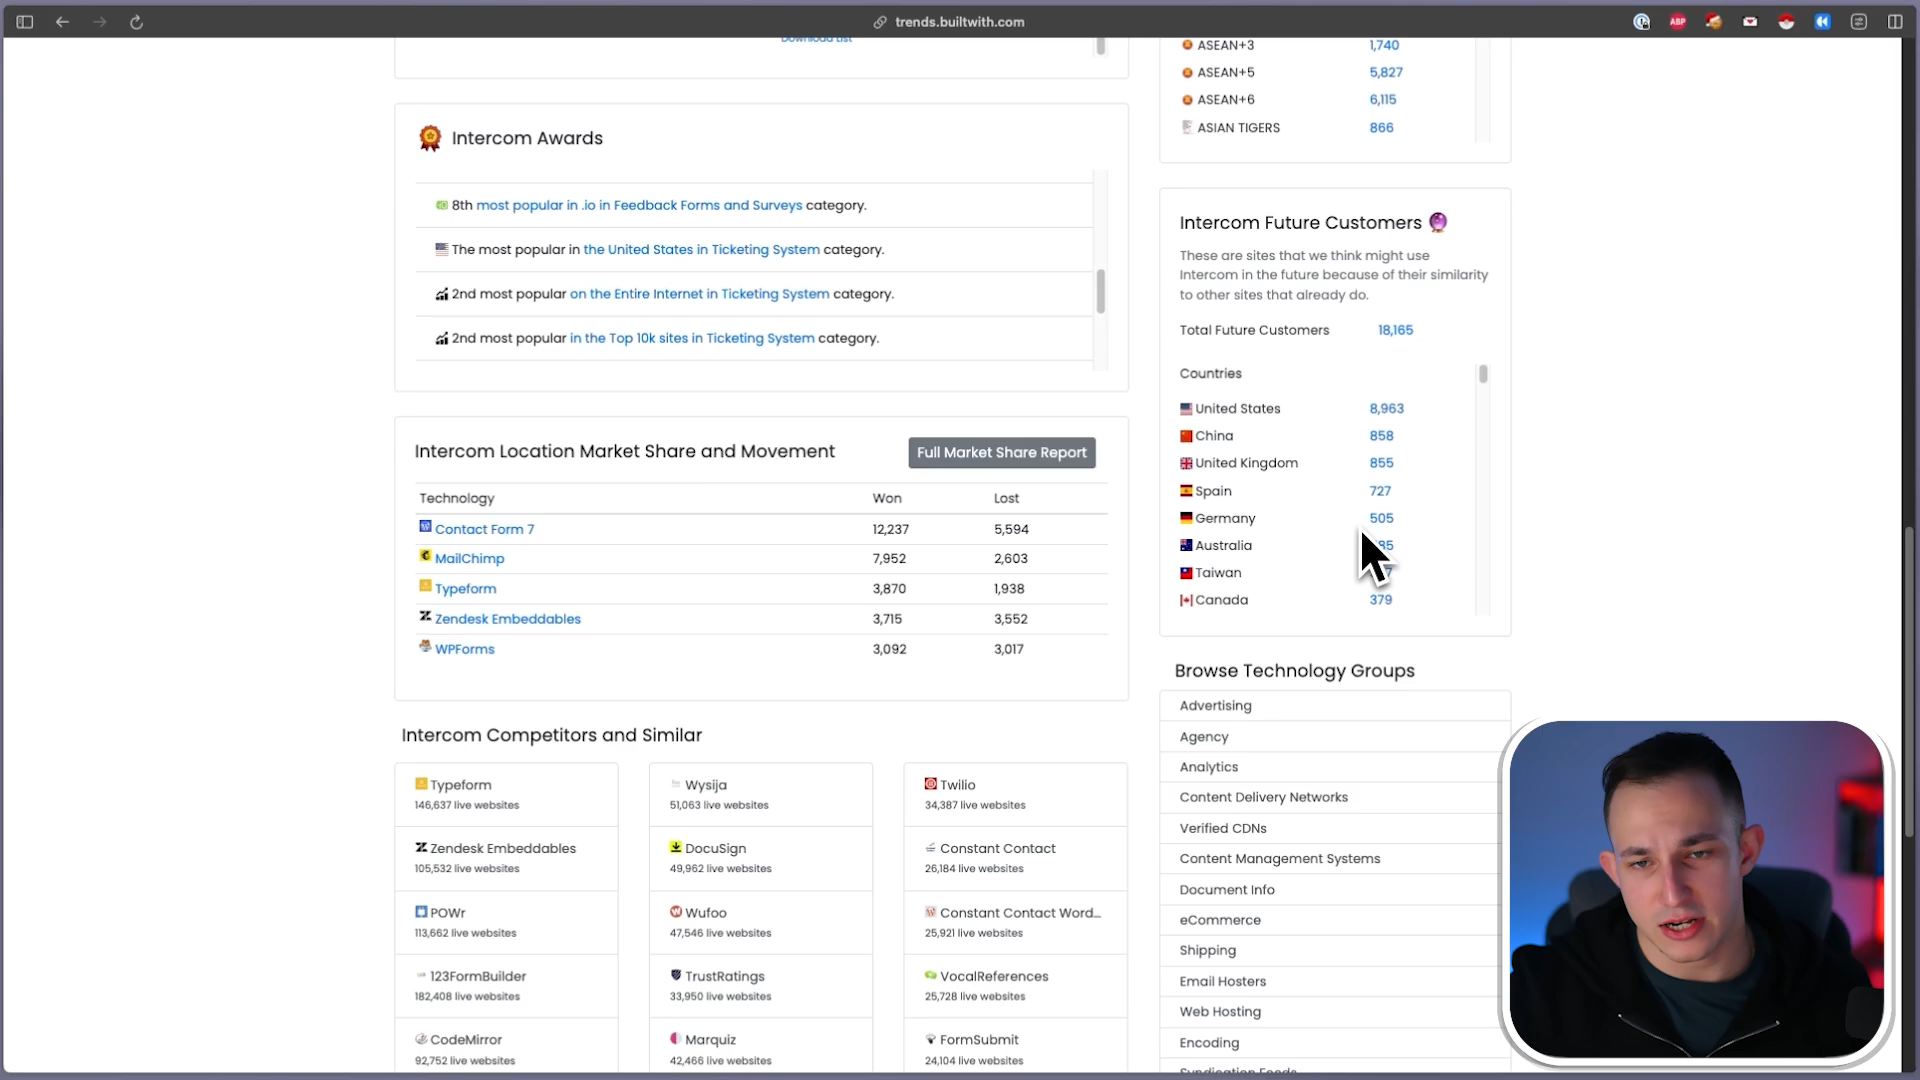 trends.builtwith.com
ABP
Download List
Intercom Awards
8th most popular in .io in Feedback Forms and Surveys category.
The most popular in the United States in Ticketing System category.
2nd most popular on the Entire Internet in Ticketing System category.
2nd most popular in the Top 10k sites in Ticketing System category.
Intercom Location Market Share and Movement
Full Market Share Report
Technology Won Lost
Contact Form 7 12,237 5,594
MailChimp 7,952 2,603
Typeform 3,870 1,938
Zendesk Embeddables 3,715 3,552
WPForms 3,092 3,017
Intercom Competitors and Similar
Typeform
146,637 live websites
Zendesk Embeddables
105,532 live websites
POWr
113,662 live websites
123FormBuilder
182,408 live websites
CodeMirror
92,752 live websites
Wysija
51,063 live websites
DocuSign
49,962 live websites
Wufoo
47,546 live websites
TrustRatings
33,950 live websites
Marquiz
42,466 live websites
Twilio
34,387 live websites
Constant Contact
26,184 live websites
Constant Contact Word...
25,921 live websites
VocalReferences
25,728 live websites
FormSubmit
24,104 live websites
ASEAN+3 1,740
ASEAN+5 5,827
ASEAN+6 6,115
ASIAN TIGERS 866
Intercom Future Customers
These are sites that we think might use
Intercom in the future because of their similarity
to other sites that already do.
Total Future Customers 18,165
Countries
United States 8,963
China 858
United Kingdom 855
Spain 727
Germany 505
Australia
Taiwan
Canada 379
Browse Technology Groups
Advertising
Agency
Analytics
Content Delivery Networks
Verified CDNs
Content Management Systems
Document Info
eCommerce
Shipping
Email Hosters
Web Hosting
Encoding
Syndication Feeds